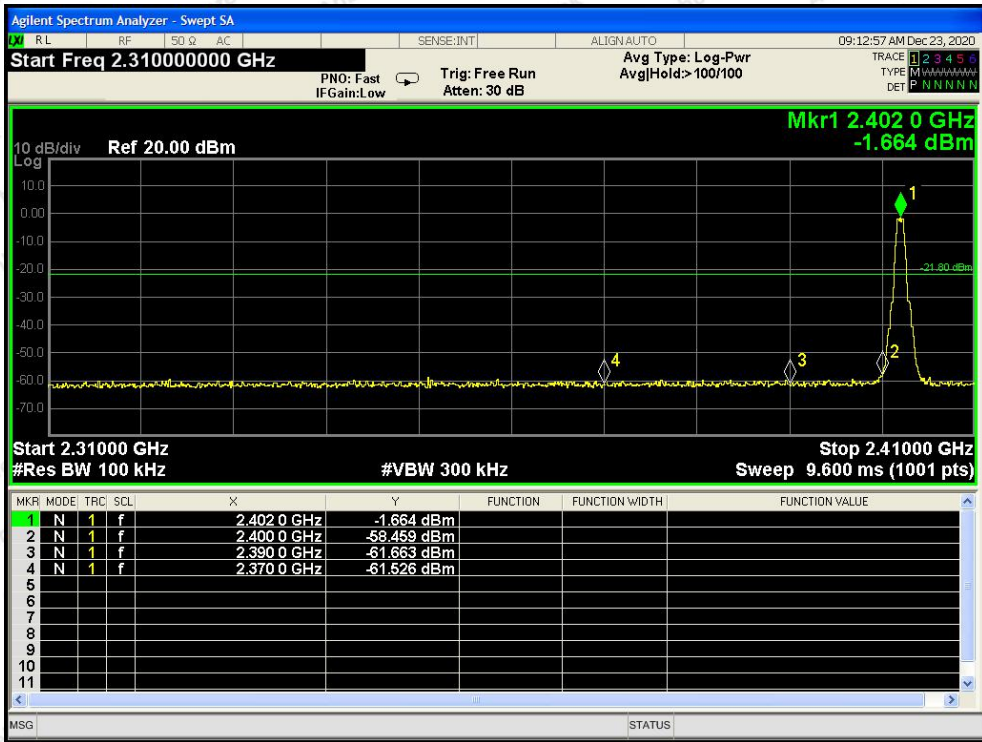 Agilent Spectrum Analyzer - Swept SA
LXI RL RF 50 Ω AC SENSE:INT ALIGN AUTO 09:12:57 AM Dec 23, 2020
Start Freq 2.310000000 GHz
PNO: Fast
IFGain:Low
Trig: Free Run
Atten: 30 dB
Avg Type: Log-Pwr
Avg|Hold:>100/100
TRACE 1 2 3 4 5 6
TYPE M WWWWW
DET P N N N N N
Mkr1 2.402 0 GHz
-1.664 dBm
10 dB/div Ref 20.00 dBm
Log
10.0
0.00
-10.0
-20.0
-30.0
-40.0
-50.0
-60.0
-70.0
1
-21.80 dBm
4
3
2
Start 2.31000 GHz Stop 2.41000 GHz
#Res BW 100 kHz #VBW 300 kHz Sweep 9.600 ms (1001 pts)
MKR MODE TRC SCL X Y FUNCTION FUNCTION WIDTH FUNCTION VALUE
1 N 1 f 2.402 0 GHz -1.664 dBm
2 N 1 f 2.400 0 GHz -58.459 dBm
3 N 1 f 2.390 0 GHz -61.663 dBm
4 N 1 f 2.370 0 GHz -61.526 dBm
5
6
7
8
9
10
11
MSG STATUS